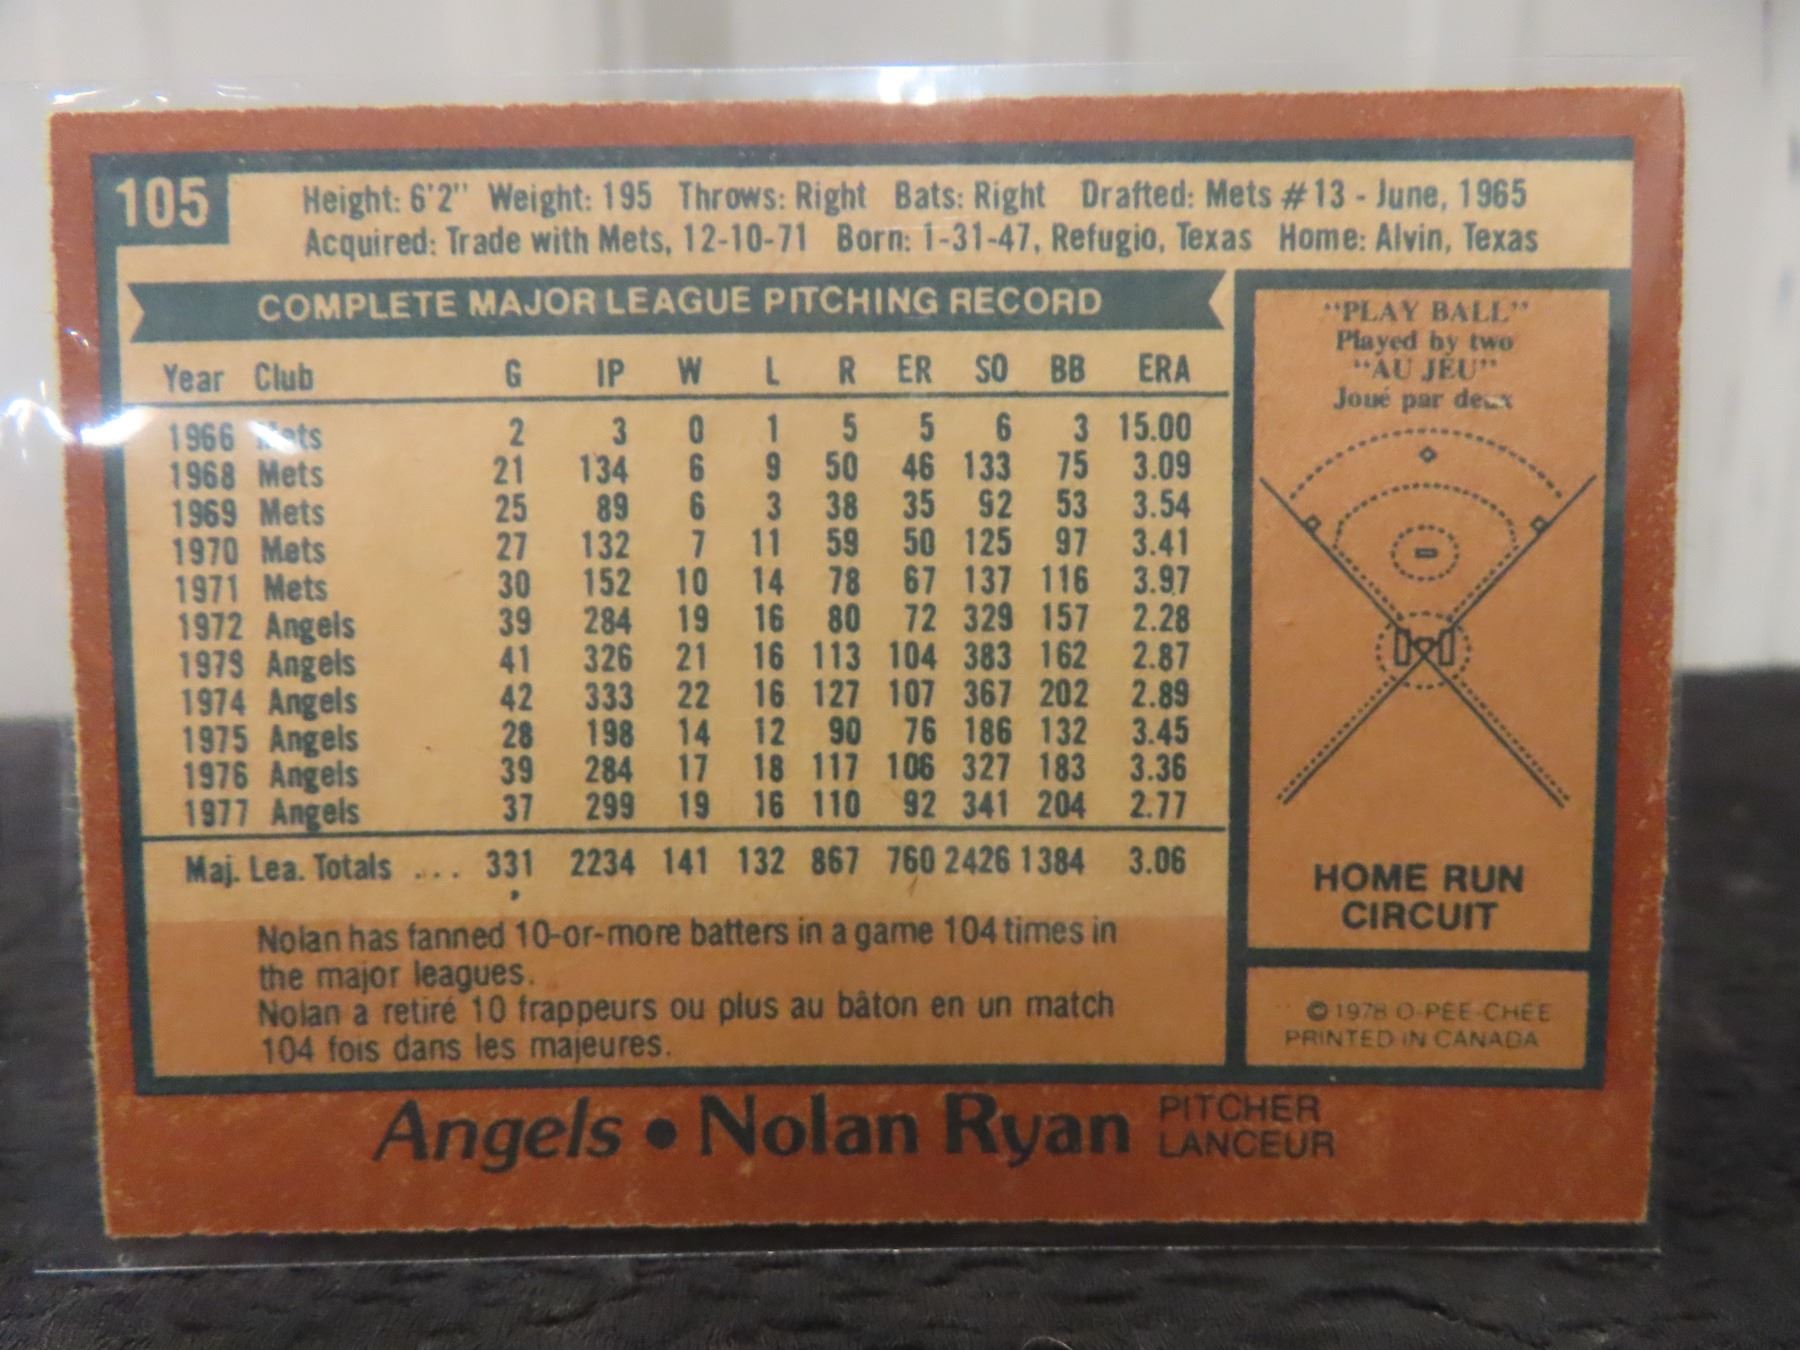 105
Height: 6'2" Weight: 195 Throws: Right Bats: Right Drafted: Mets #13 - June, 1965
Acquired: Trade with Mets, 12-10-71 Born: 1-31-47, Refugio, Texas Home: Alvin, Texas
COMPLETE MAJOR LEAGUE PITCHING RECORD
Year Club G IP W L R ER SO BB ERA
1966 Mets 2 3 0 1 5 5 6 3 15.00
1968 Mets 21 134 6 9 50 46 133 75 3.09
1969 Mets 25 89 6 3 38 35 92 53 3.54
1970 Mets 27 132 7 11 59 50 125 97 3.41
1971 Mets 30 152 10 14 78 67 137 116 3.97
1972 Angels 39 284 19 16 80 72 329 157 2.28
1973 Angels 41 326 21 16 113 104 383 162 2.87
1974 Angels 42 333 22 16 127 107 367 202 2.89
1975 Angels 28 198 14 12 90 76 186 132 3.45
1976 Angels 39 284 17 18 117 106 327 183 3.36
1977 Angels 37 299 19 16 110 92 341 204 2.77
Maj. Lea. Totals ... 331 2234 141 132 867 760 2426 1384 3.06
Nolan has fanned 10-or-more batters in a game 104 times in
the major leagues.
Nolan a retiré 10 frappeurs ou plus au bâton en un match
104 fois dans les majeures.
"PLAY BALL"
Played by two
"AU JEU"
Joué par deux
HOME RUN
CIRCUIT
© 1978 O-PEE-CHEE
PRINTED IN CANADA
Angels • Nolan Ryan PITCHER
LANCEUR